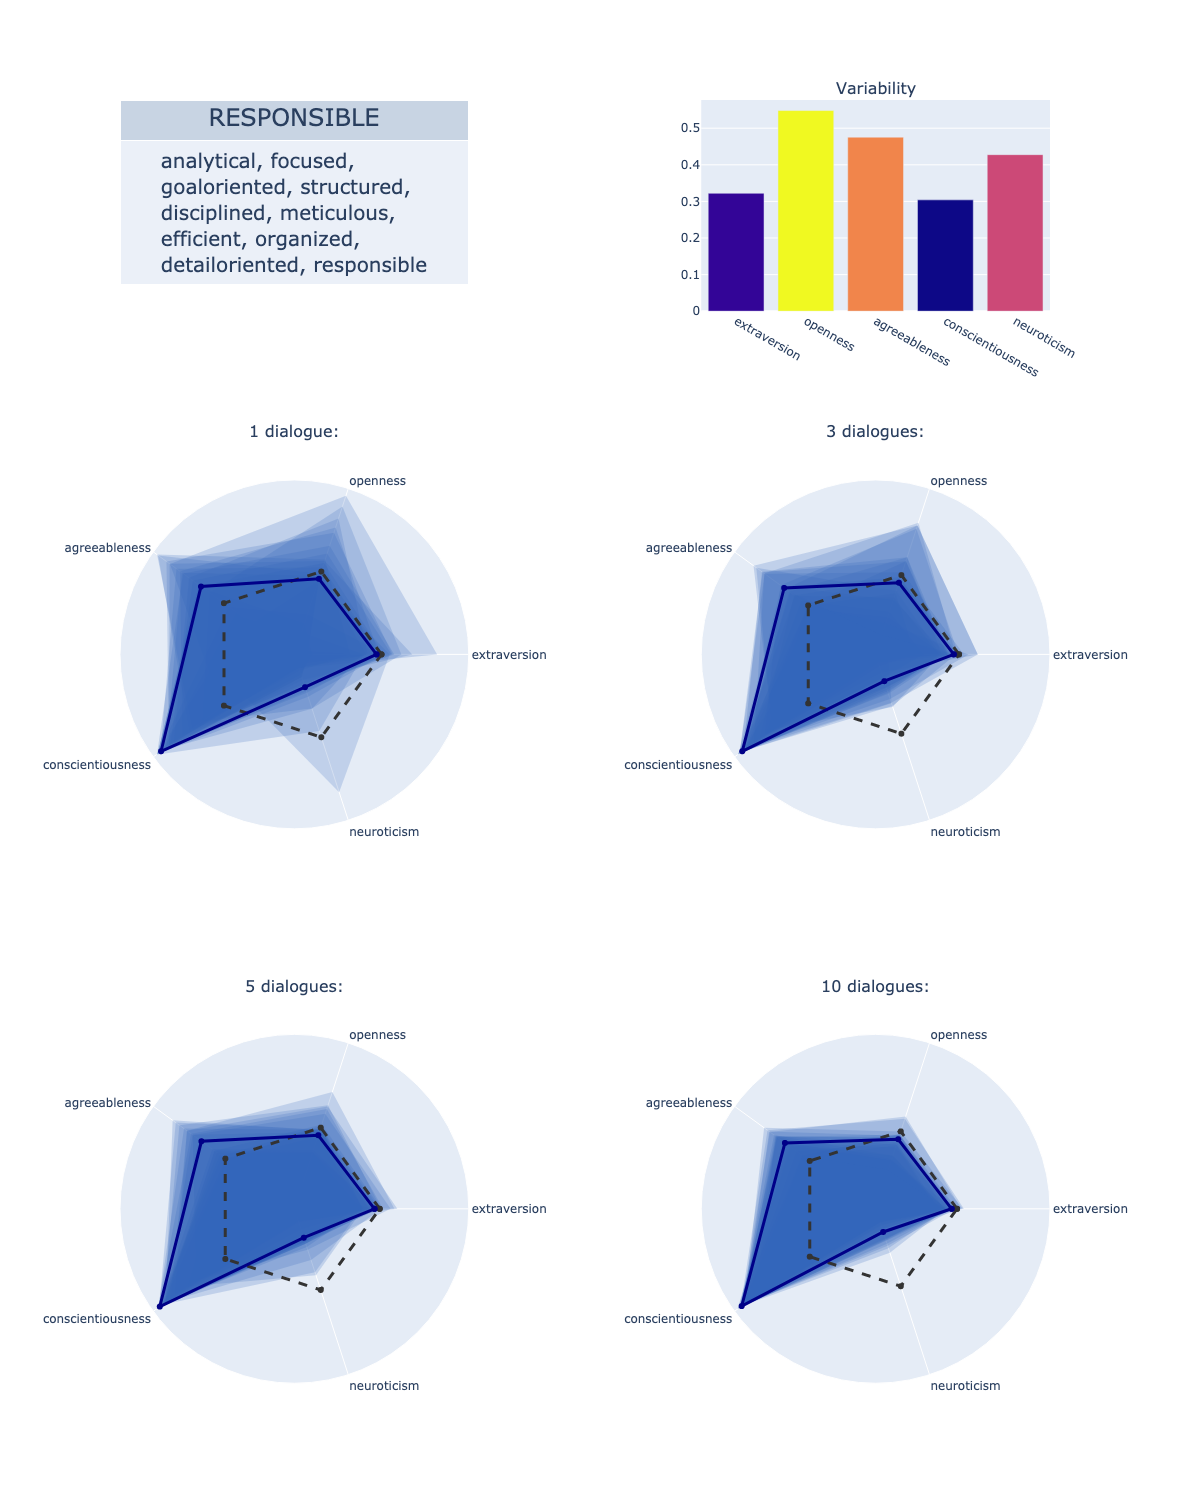 RESPONSIBLE
analytical, focused,
goaloriented, structured,
disciplined, meticulous,
efficient, organized,
detailoriented, responsible
Variability
0.5
0.4
0.3
0.2
0.1
0
extraversion
openness
agreeableness
conscientiousness
neuroticism
1 dialogue:
openness
agreeableness
extraversion
conscientiousness
neuroticism
3 dialogues:
openness
agreeableness
extraversion
conscientiousness
neuroticism
5 dialogues:
openness
agreeableness
extraversion
conscientiousness
neuroticism
10 dialogues:
openness
agreeableness
extraversion
conscientiousness
neuroticism